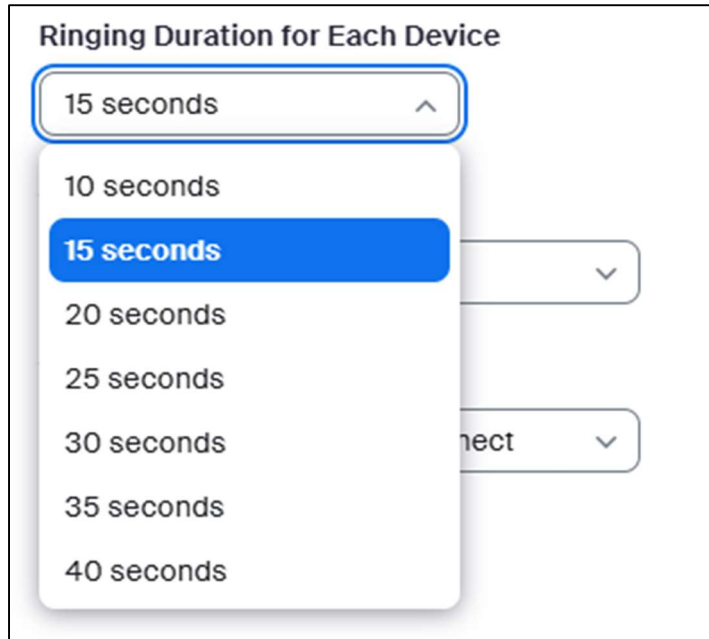 Ringing Duration for Each Device
15 seconds
10 seconds
15 seconds
20 seconds
25 seconds
30 seconds
nect
35 seconds
40 seconds